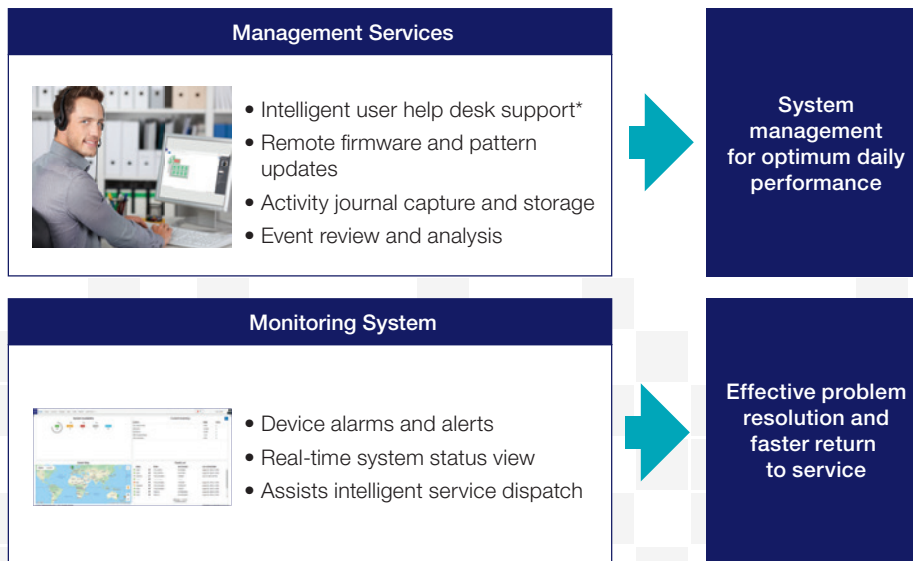 Management Services
• Intelligent user help desk support*
• Remote firmware and pattern
updates
• Activity journal capture and storage
• Event review and analysis
System
management
for optimum daily
performance
Monitoring System
• Device alarms and alerts
• Real-time system status view
• Assists intelligent service dispatch
Effective problem
resolution and
faster return
to service